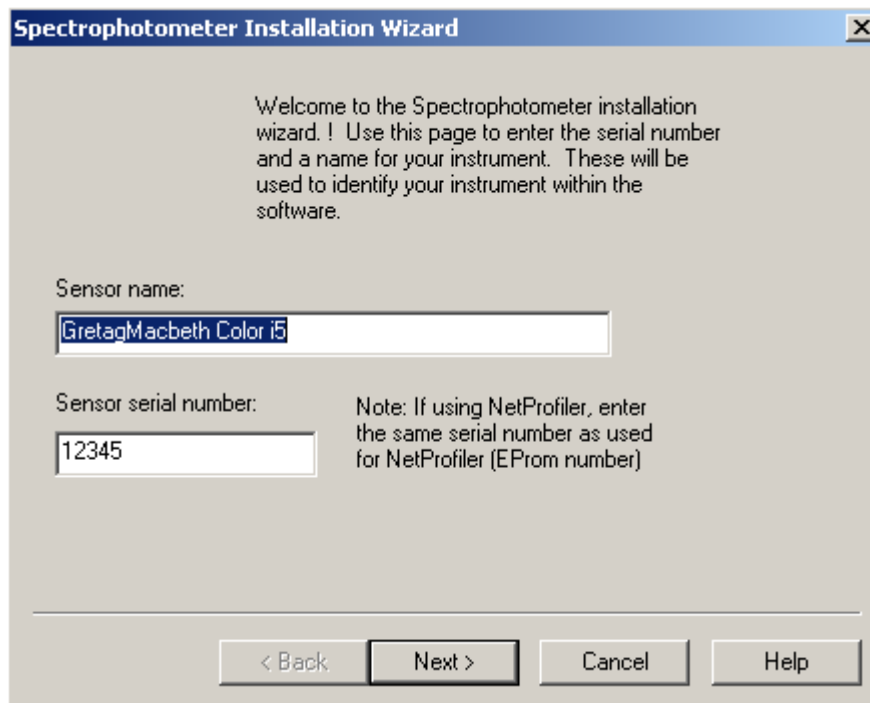 Spectrophotometer Installation Wizard
Welcome to the Spectrophotometer installation
wizard. ! Use this page to enter the serial number
and a name for your instrument. These will be
used to identify your instrument within the
software.
Sensor name:
GretagMacbeth Color i5
Sensor serial number:
12345
Note: If using NetProfiler, enter
the same serial number as used
for NetProfiler (EProm number)
< Back
Next >
Cancel
Help